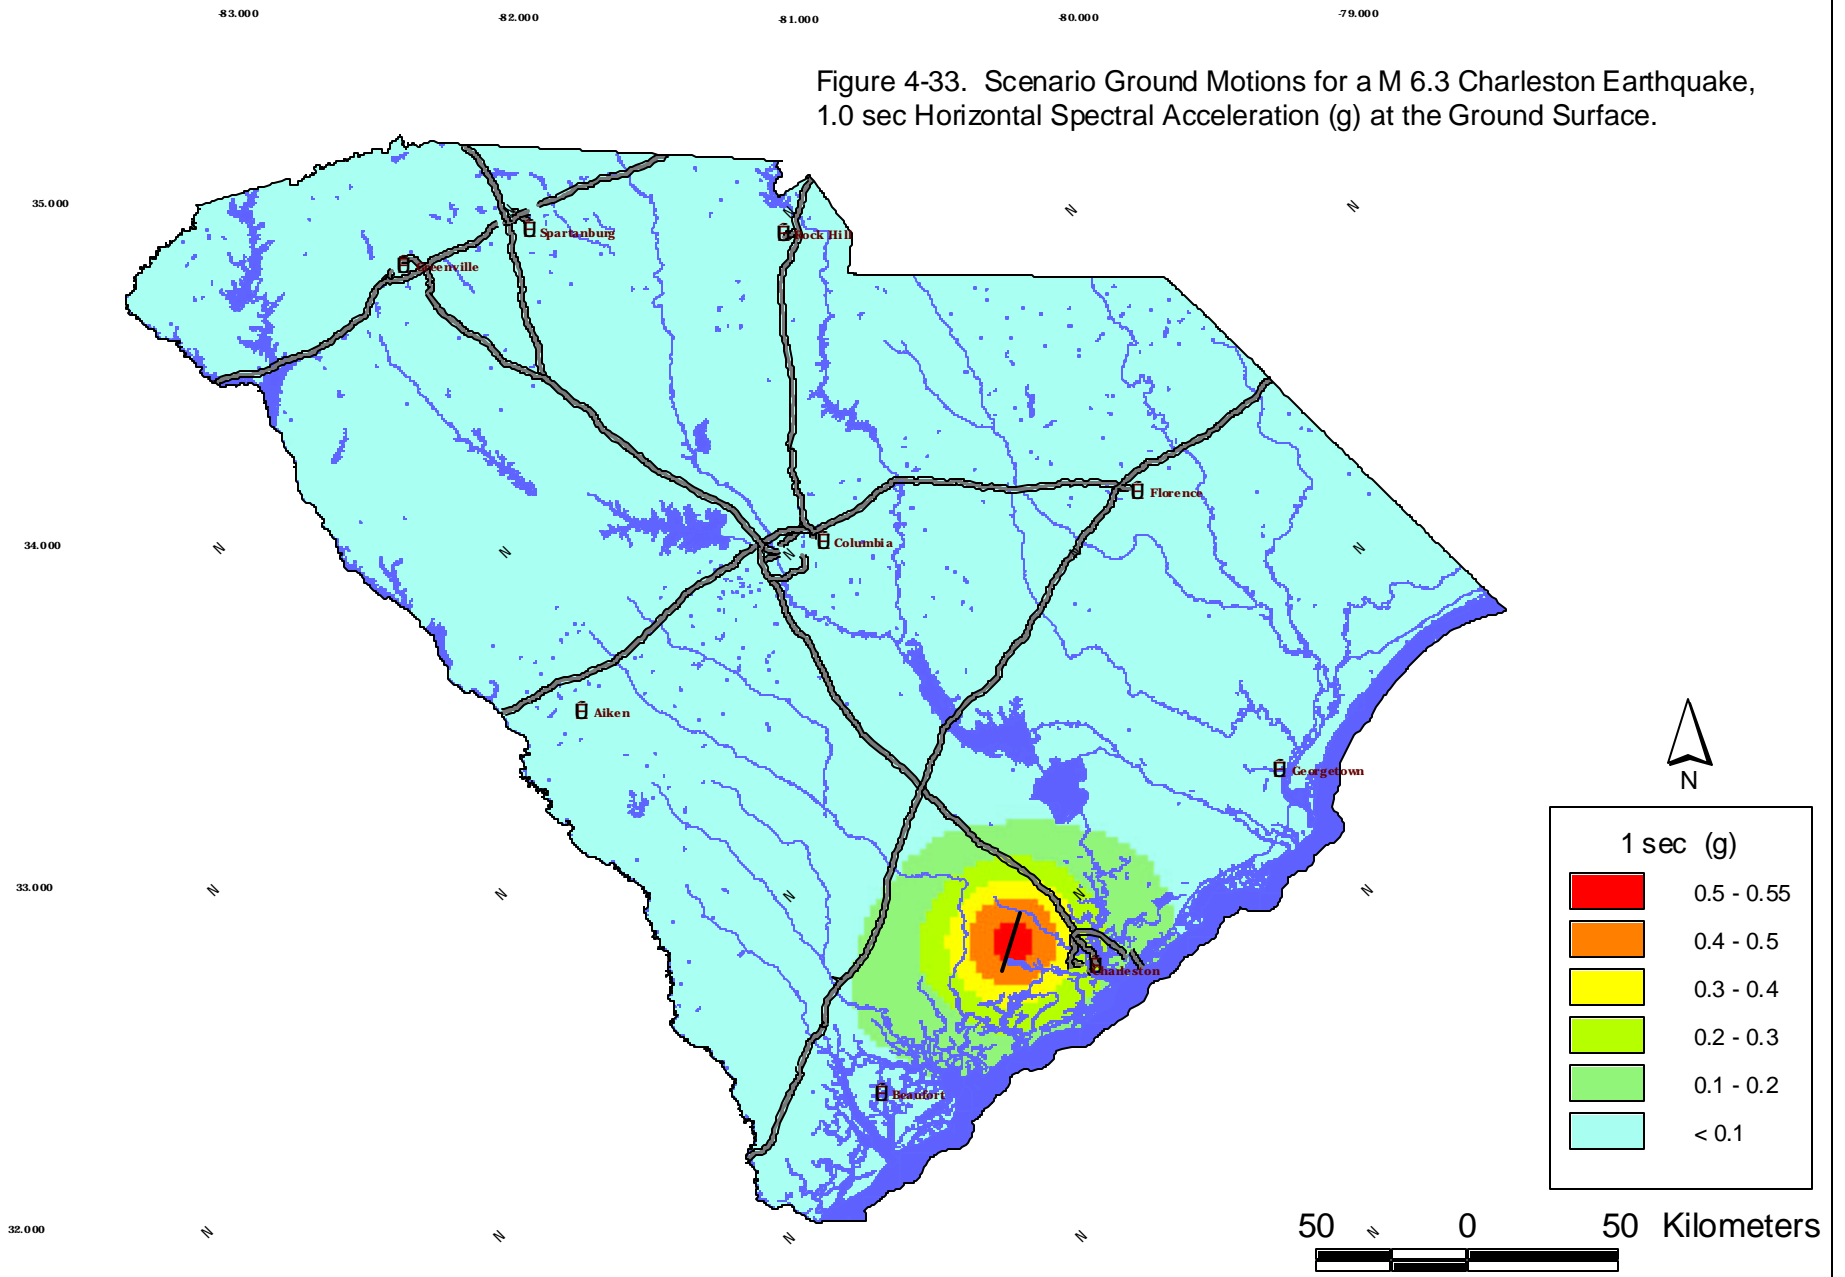 -83.000 -82.000 -81.000 -80.000 -79.000
Figure 4-33. Scenario Ground Motions for a M 6.3 Charleston Earthquake,
1.0 sec Horizontal Spectral Acceleration (g) at the Ground Surface.
35.000
N N N
Spartanburg
Rock Hill
Greenville
Florence
34.000
Columbia
N N N N N
Aiken
N
Georgetown
1 sec (g)
0.5 - 0.55
33.000
N N N N N
0.4 - 0.5
Charleston
0.3 - 0.4
0.2 - 0.3
0.1 - 0.2
Beaufort
< 0.1
32.000
N N N N N
50 0 50 Kilometers